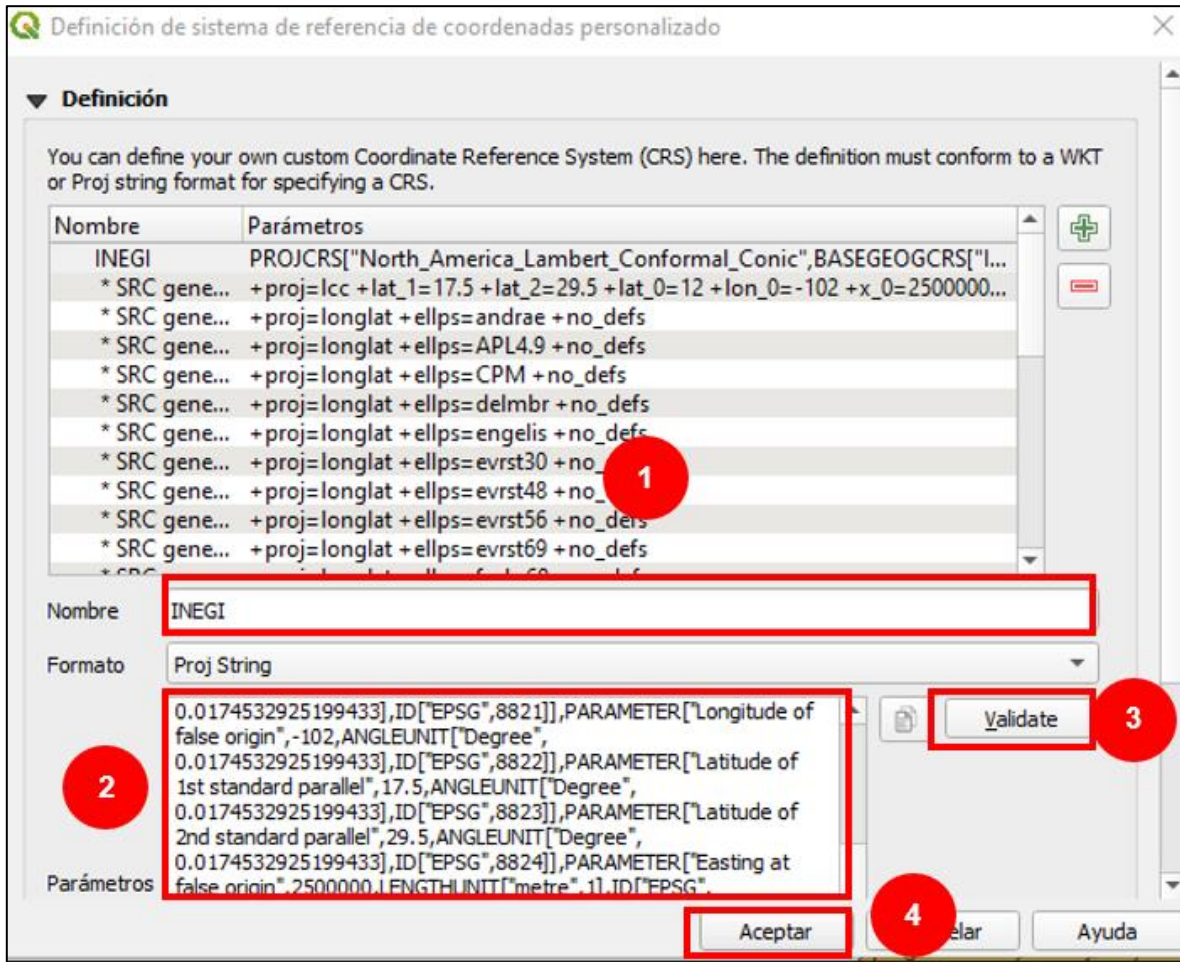 Definición de sistema de referencia de coordenadas personalizado
Definición
You can define your own custom Coordinate Reference System (CRS) here. The definition must conform to a WKT
or Proj string format for specifying a CRS.
Nombre Parámetros
INEGI PROJCRS["North_America_Lambert_Conformal_Conic",BASEGEOGCRS["I...
* SRC gene... +proj=lcc +lat_1=17.5 +lat_2=29.5 +lat_0=12 +lon_0=-102 +x_0=2500000...
* SRC gene... +proj=longlat +ellps=andrae +no_defs
* SRC gene... +proj=longlat +ellps=APL4.9 +no_defs
* SRC gene... +proj=longlat +ellps=CPM +no_defs
* SRC gene... +proj=longlat +ellps=delmbr +no_defs
* SRC gene... +proj=longlat +ellps=engelis +no_defs
* SRC gene... +proj=longlat +ellps=evrst30 +no_
1
* SRC gene... +proj=longlat +ellps=evrst48 +no_
* SRC gene... +proj=longlat +ellps=evrst56 +no_defs
* SRC gene... +proj=longlat +ellps=evrst69 +no_defs
Nombre INEGI
Formato Proj String
0.0174532925199433],ID["EPSG",8821]],PARAMETER["Longitude of
false origin",-102,ANGLEUNIT["Degree",
0.0174532925199433],ID["EPSG",8822]],PARAMETER["Latitude of
1st standard parallel",17.5,ANGLEUNIT["Degree",
0.0174532925199433],ID["EPSG",8823]],PARAMETER["Latitude of
2nd standard parallel",29.5,ANGLEUNIT["Degree",
0.0174532925199433],ID["EPSG",8824]],PARAMETER["Easting at
false origin",2500000,LENGTHUNIT["metre",1],ID["EPSG",
Parámetros
2
Validate
3
Aceptar
4
elar
Ayuda